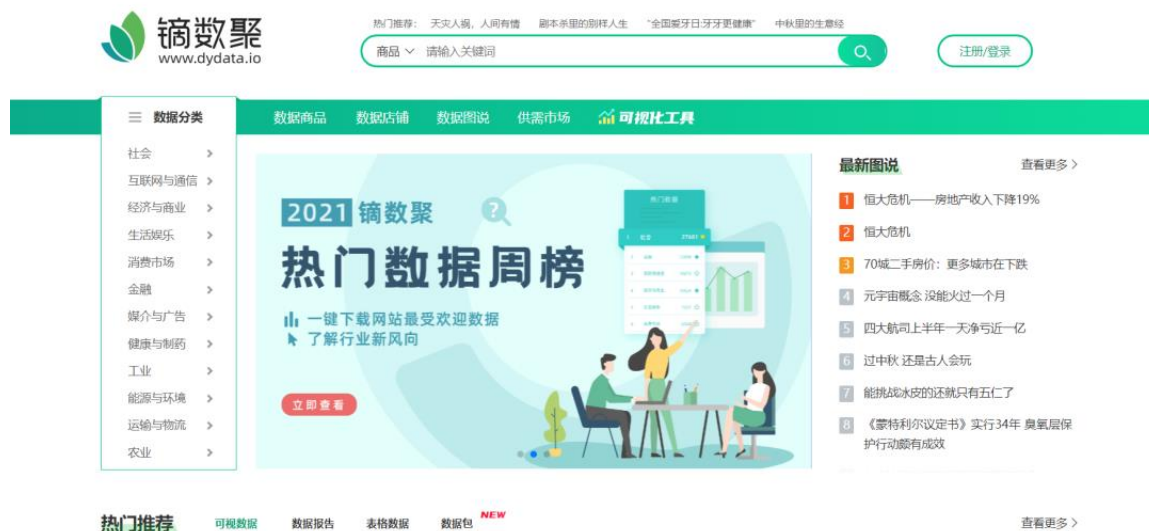 镝数聚
www.dydata.io
热门推荐： 天灾人祸，人间有情 剧本杀里的别样人生 "全国爱牙日:牙牙更健康" 中秋里的生意经
商品 请输入关键词
注册/登录
数据分类 数据商品 数据店铺 数据图说 供需市场 可视化工具
社会
互联网与通信
经济与商业
生活娱乐
消费市场
金融
媒介与广告
健康与制药
工业
能源与环境
运输与物流
农业
2021 镝数聚
热门数据周榜
一键下载网站最受欢迎数据
了解行业新风向
立即查看
热门数据
最新图说 查看更多
1 恒大危机——房地产收入下降19%
2 恒大危机
3 70城二手房价：更多城市在下跌
4 元宇宙概念 没能火过一个月
5 四大航司上半年一天净亏近一亿
6 过中秋 还是古人会玩
7 能挑战冰皮的还就只有五仁了
8 《蒙特利尔议定书》实行34年 臭氧层保
护行动颇有成效
热门推荐 可视数据 数据报告 表格数据 数据包 NEW 查看更多